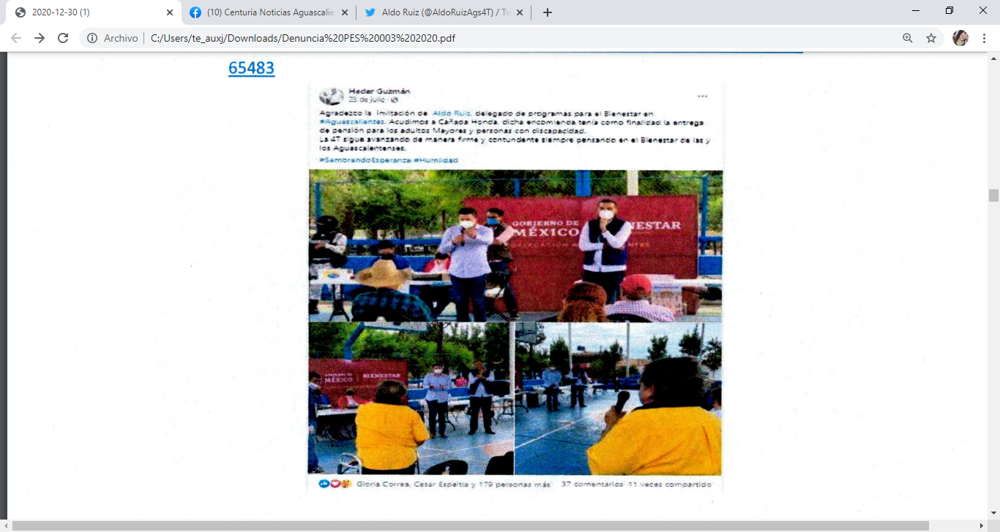 2020-12-30 (1)
(10) Centuria Noticias Aguascalie
Aldo Ruiz (@AldoRuizAgs4T) / Tw
Archivo
C:/Users/te_auxj/Downloads/Denuncia%20PES%20003%202020.pdf
65483
Heder Guzmán
23 de julio
Agradezco la invitación de Aldo Ruiz, delegado de programas para el Bienestar en
#Aguascalientes. Acudimos a Cañada Honda, dicha encomienda tenía como finalidad la entrega
de pensión para los adultos Mayores y personas con discapacidad.
La 4T sigue avanzando de manera firme y contundente siempre pensando en el Bienestar de las y
los Aguascalentenses.
#SembrandoEsperanza #Humildad
GOBIERNO DE
MÉXICO
NESTAR
DELEGACIÓN
GOBIERNO DE
MÉXICO
BIENESTAR
Gloria Correa, Cesar Espeltia y 179 personas más
37 comentarios 11 veces compartido